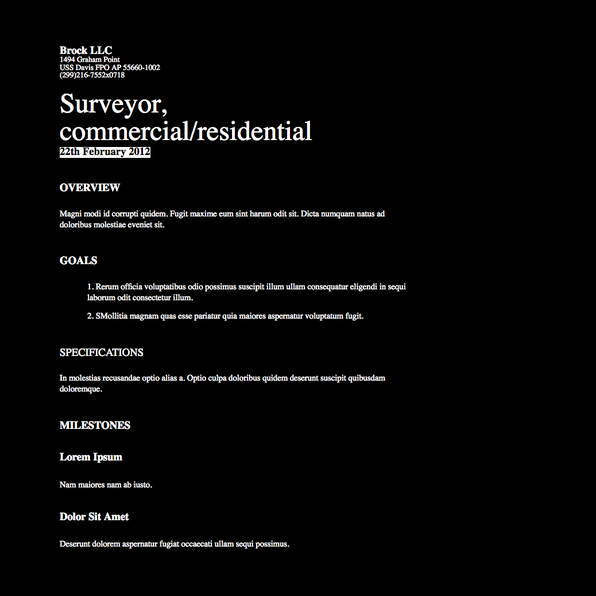 Brock LLC
1494 Graham Point
USS Davis FPO AP 55660-1002
(299)216-7552x0718
Surveyor,
commercial/residential
22th February 2012
OVERVIEW
Magni modi id corrupti quidem. Fugit maxime eum sint harum odit sit. Dicta numquam natus ad
doloribus molestiae eveniet sit.
GOALS
1. Rerum officia voluptatibus odio possimus suscipit illum ullam consequatur eligendi in sequi
laborum odit consectetur illum.
2. SMollitia magnam quas esse pariatur quia maiores aspernatur voluptatum fugit.
SPECIFICATIONS
In molestias recusandae optio alias a. Optio culpa doloribus quidem deserunt suscipit quibusdam
doloremque.
MILESTONES
Lorem Ipsum
Nam maiores nam ab iusto.
Dolor Sit Amet
Deserunt dolorem aspernatur fugiat occaecati ullam sequi possimus.